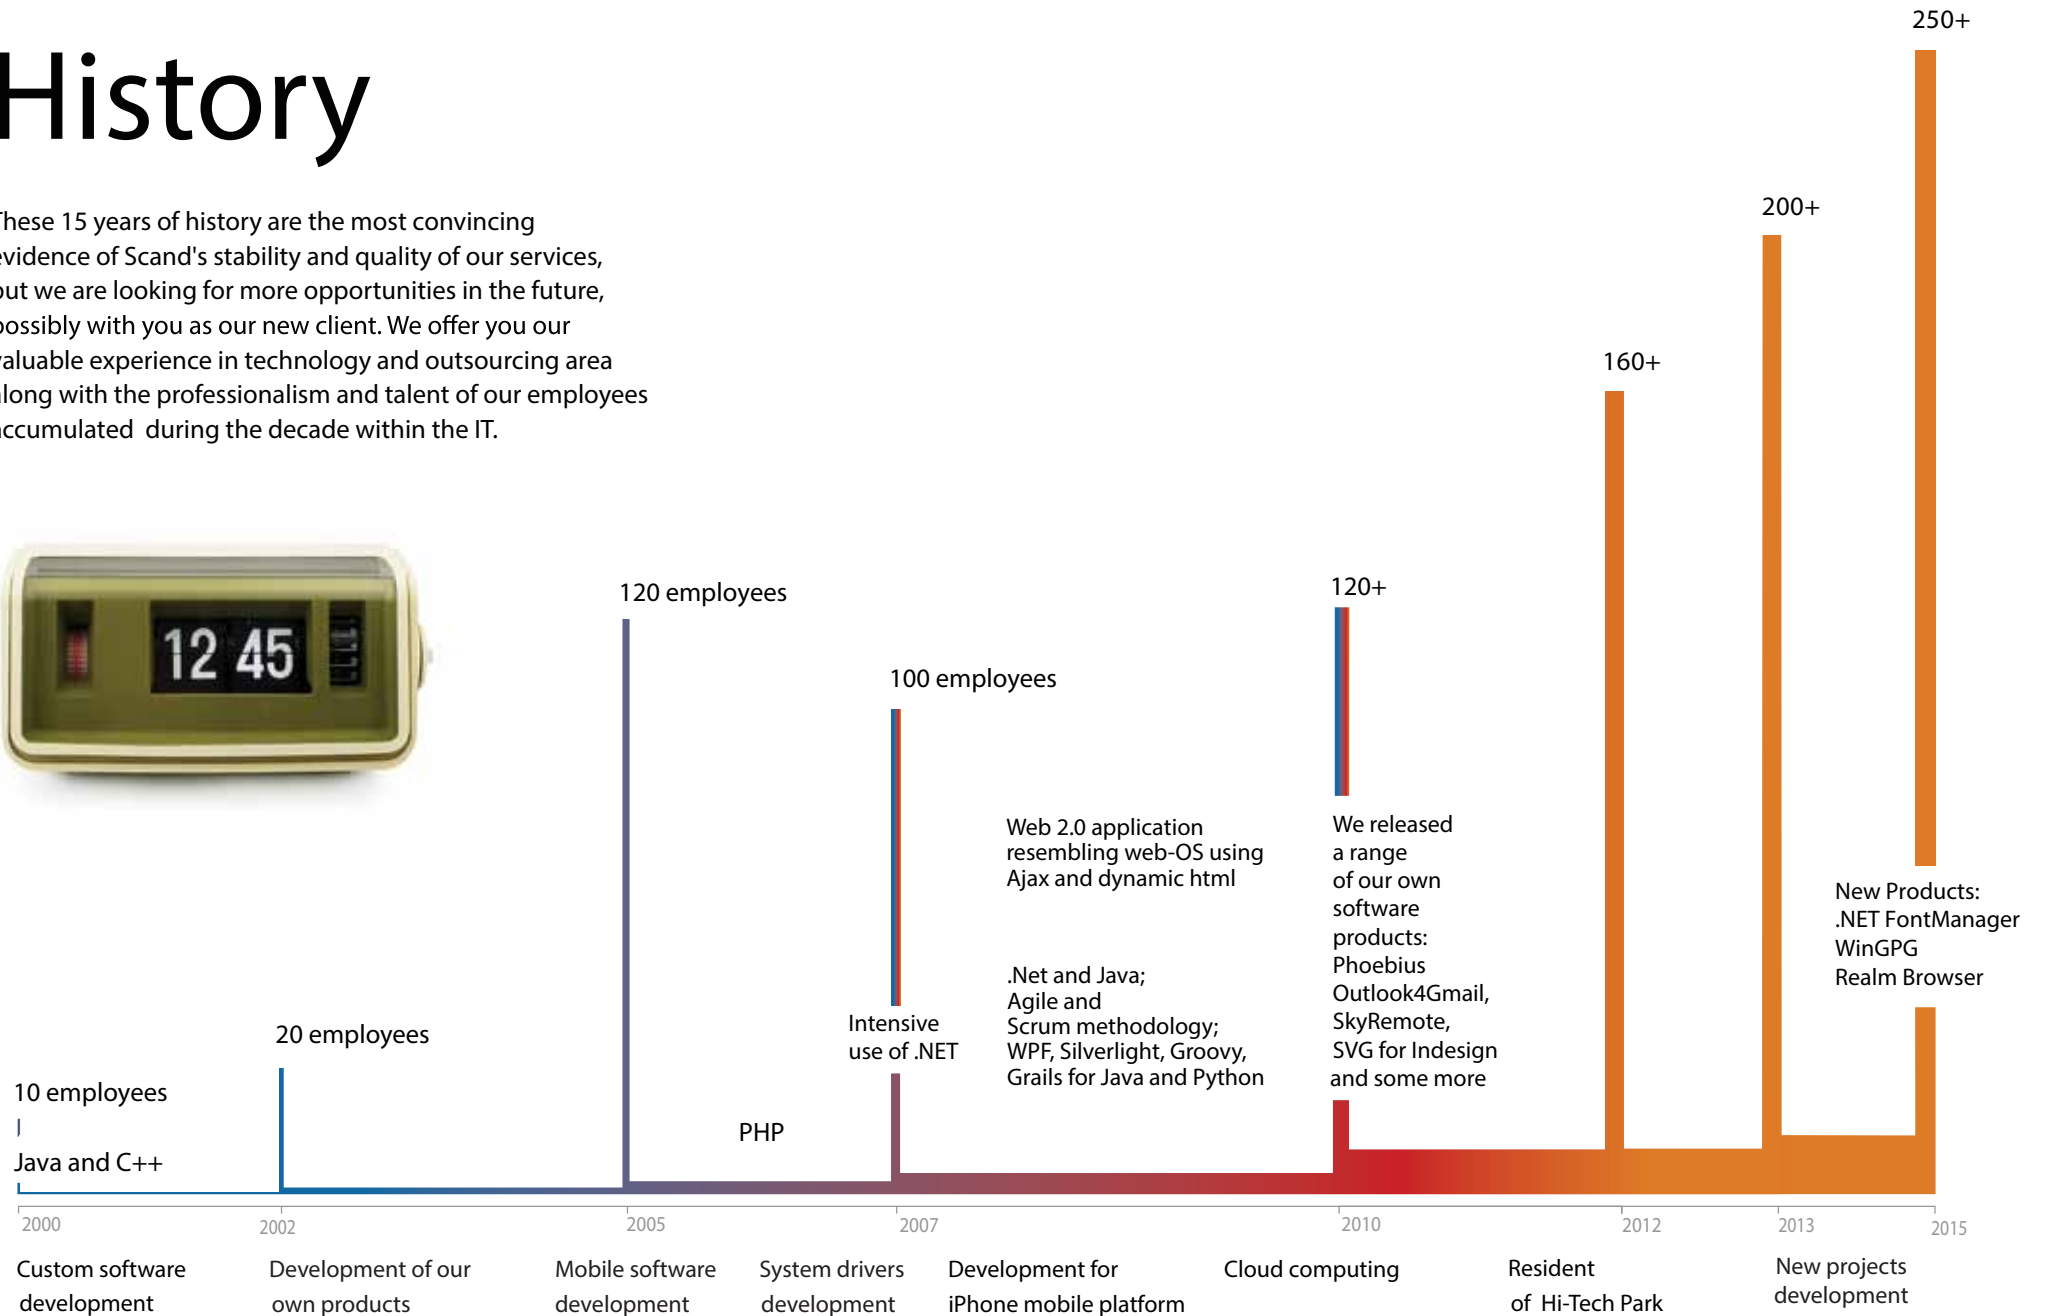 History
These 15 years of history are the most convincing
evidence of Scand's stability and quality of our services,
but we are looking for more opportunities in the future,
possibly with you as our new client. We offer you our
valuable experience in technology and outsourcing area
along with the professionalism and talent of our employees
accumulated during the decade within the IT.
12 45
10 employees
Java and C++
20 employees
120 employees
PHP
100 employees
Intensive
use of .NET
Web 2.0 application
resembling web-OS using
Ajax and dynamic html
.Net and Java;
Agile and
Scrum methodology;
WPF, Silverlight, Groovy,
Grails for Java and Python
120+
We released
a range
of our own
software
products:
Phoebius
Outlook4Gmail,
SkyRemote,
SVG for Indesign
and some more
160+
200+
250+
New Products:
.NET FontManager
WinGPG
Realm Browser
2000
2002
2005
2007
2010
2012
2013
2015
Custom software
development
Development of our
own products
Mobile software
development
System drivers
development
Development for
iPhone mobile platform
Cloud computing
Resident
of Hi-Tech Park
New projects
development